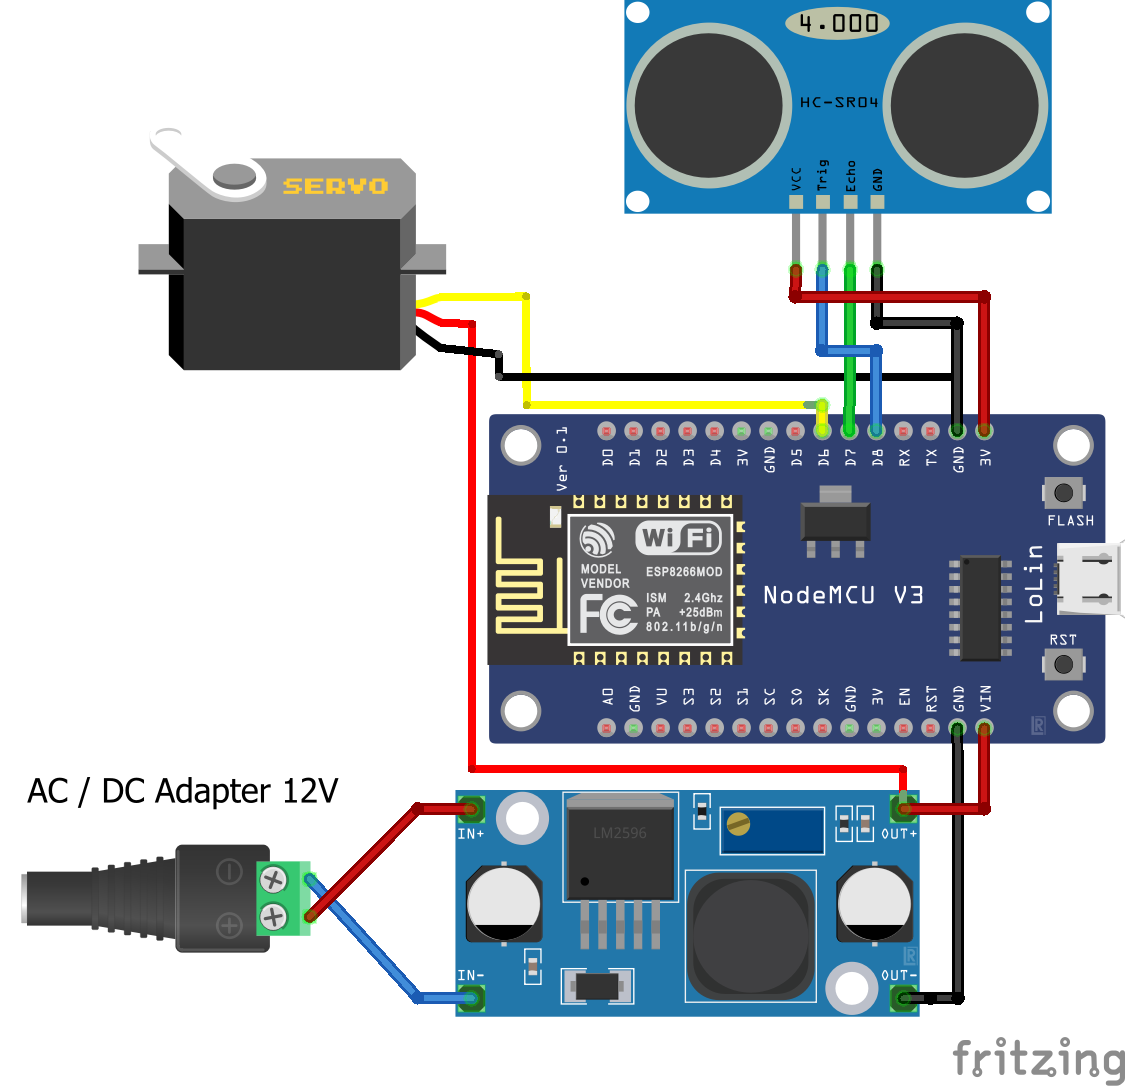 4.000
HC-SR04
VCC
Trig
Echo
GND
SERVO
Ver 0.1
D0 D1 D2 D3 D4 3V GND D5 D6 D7 D8 RX TX GND 3V
FLASH
WiFi
MODEL
VENDOR
ESP8266MOD
ISM 2.4Ghz
PA +25dBm
802.11b/g/n
FC
NodeMCU V3
LoLin
RST
A0 GND VU S3 S2 S1 SC S0 SK GND 3V EN RST GND VIN
AC / DC Adapter 12V
IN+
LM2596
OUT+
IN-
OUT-
fritzing